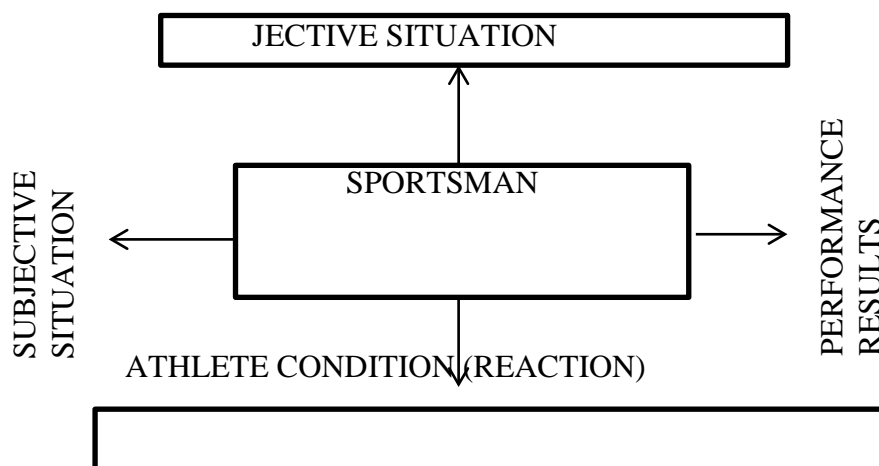 JECTIVE SITUATION
SPORTSMAN
SUBJECTIVE
SITUATION
PERFORMANCE
RESULTS
ATHLETE CONDITION (REACTION)